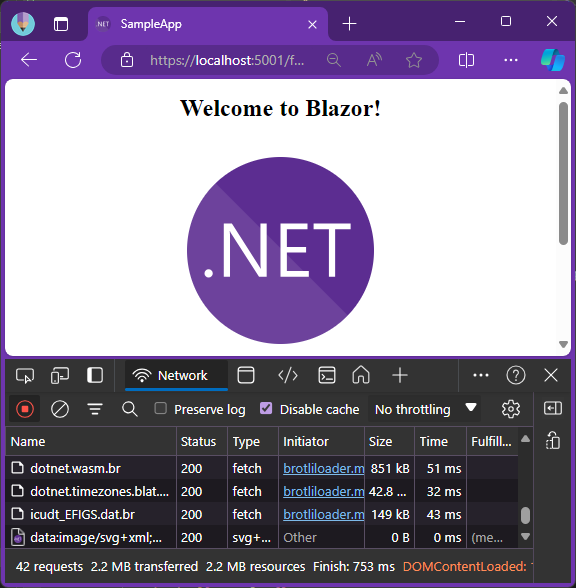 SampleApp
https://localhost:5001/f...
Welcome to Blazor!
.NET
Network
Preserve log
Disable cache
No throttling
Name Status Type Initiator Size Time Fulfill...
dotnet.wasm.br 200 fetch brotliloader.m 851 kB 51 ms
dotnet.timezones.blat.... 200 fetch brotliloader.m 42.8 ... 32 ms
icudt_EFIGS.dat.br 200 fetch brotliloader.m 149 kB 43 ms
data:image/svg+xml;... 200 svg+... Other 0 B 0 ms (me...
42 requests 2.2 MB transferred 2.2 MB resources Finish: 753 ms DOMContentLoaded: